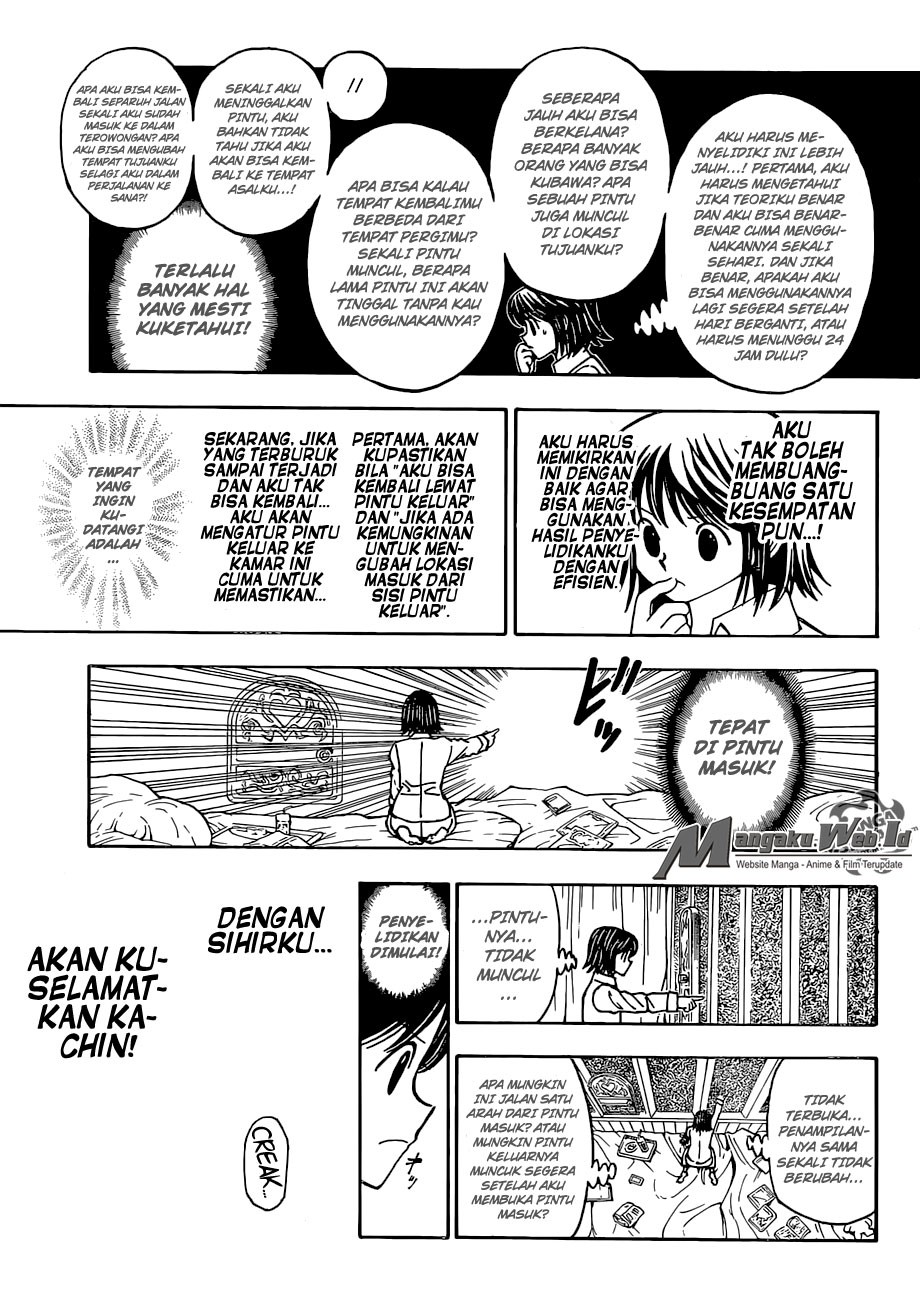 AKU HARUS ME-
NYELIDIKI INI LEBIH
JAUH...! PERTAMA, AKU
HARUS MENGETAHUI
JIKA TEORIKU BENAR
DAN AKU BISA BENAR-
BENAR CUMA MENGGU-
NAKANNYA SEKALI
SEHARI. DAN JIKA
BENAR, APAKAH AKU
BISA MENGGUNAKANNYA
LAGI SEGERA SETELAH
HARI BERGANTI, ATAU
HARUS MENUNGGU 24
JAM DULU?
SEBERAPA
JAUH AKU BISA
BERKELANA?
BERAPA BANYAK
ORANG YANG BISA
KUBAWA? APA
SEBUAH PINTU
JUGA MUNCUL
DI LOKASI
TUJUANKU?
APA BISA KALAU
TEMPAT KEMBALIMU
BERBEDA DARI
TEMPAT PERGIMU?
SEKALI PINTU
MUNCUL, BERAPA
LAMA PINTU INI AKAN
TINGGAL TANPA KAU
MENGGUNAKANNYA?
!!
SEKALI AKU
MENINGGALKAN
PINTU, AKU
BAHKAN TIDAK
TAHU JIKA AKU
AKAN BISA KEM-
BALI KE TEMPAT
ASALKU...!
APA AKU BISA KEM-
BALI SEPARUH JALAN
SEKALI AKU SUDAH
MASUK KE DALAM
TEROWONGAN? APA
AKU BISA MENGUBAH
TEMPAT TUJUANKU
SELAGI AKU DALAM
PERJALANAN KE
SANA?!
TERLALU
BANYAK HAL
YANG MESTI
KUKETAHUI!
AKU
TAK BOLEH
MEMBUANG-
BUANG SATU
KESEMPATAN
PUN...!
AKU HARUS
MEMIKIRKAN
INI DENGAN
BAIK AGAR
BISA MENG-
GUNAKAN
HASIL PENYE-
LIDIKANKU
DENGAN
EFISIEN.
PERTAMA, AKAN
KUPASTIKAN
BILA "AKU BISA
KEMBALI LEWAT
PINTU KELUAR"
DAN "JIKA ADA
KEMUNGKINAN
UNTUK MEN-
GUBAH LOKASI
MASUK DARI
SISI PINTU
KELUAR".
SEKARANG, JIKA
YANG TERBURUK
SAMPAI TERJADI
DAN AKU TAK
BISA KEMBALI...
AKU AKAN
MENGATUR PINTU
KELUAR KE
KAMAR INI
CUMA UNTUK
MEMASTIKAN...
TEMPAT
YANG
INGIN
KU-
DATANGI
ADALAH
...
TEPAT
DI PINTU
MASUK!
ビッ
MANGAKU.WEB.ID
Website Manga - Anime & Film Terupdate
...PINTU-
NYA...
TIDAK
MUNCUL
...
TIDAK
TERBUKA...
PENAMPILAN-
NYA SAMA
SEKALI TIDAK
BERUBAH...
APA MUNGKIN
INI JALAN SATU
ARAH DARI PINTU
MASUK? ATAU
MUNGKIN PINTU
KELUARNYA
MUNCUK SEGERA
SETELAH AKU
MEMBUKA PINTU
MASUK?
PENYE-
LIDIKAN
DIMULAI!
DENGAN
SIHIRKU...
AKAN KU-
SELAMAT-
KAN KA-
CHIN!
CREAK...